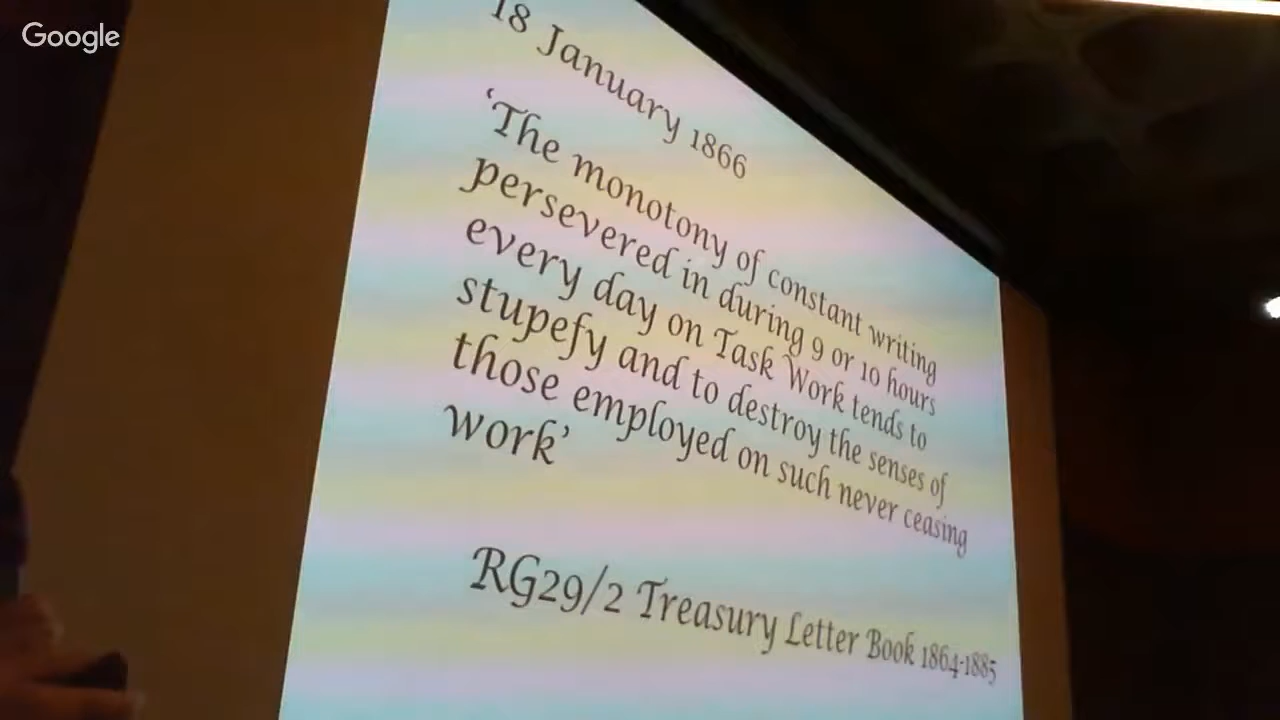 Google
18 January 1866
‘The monotony of constant writing
persevered in during 9 or 10 hours
every day on Task Work tends to
stupefy and to destroy the senses of
those employed on such never ceasing
work’
RG29/2 Treasury Letter Book 1864-1885